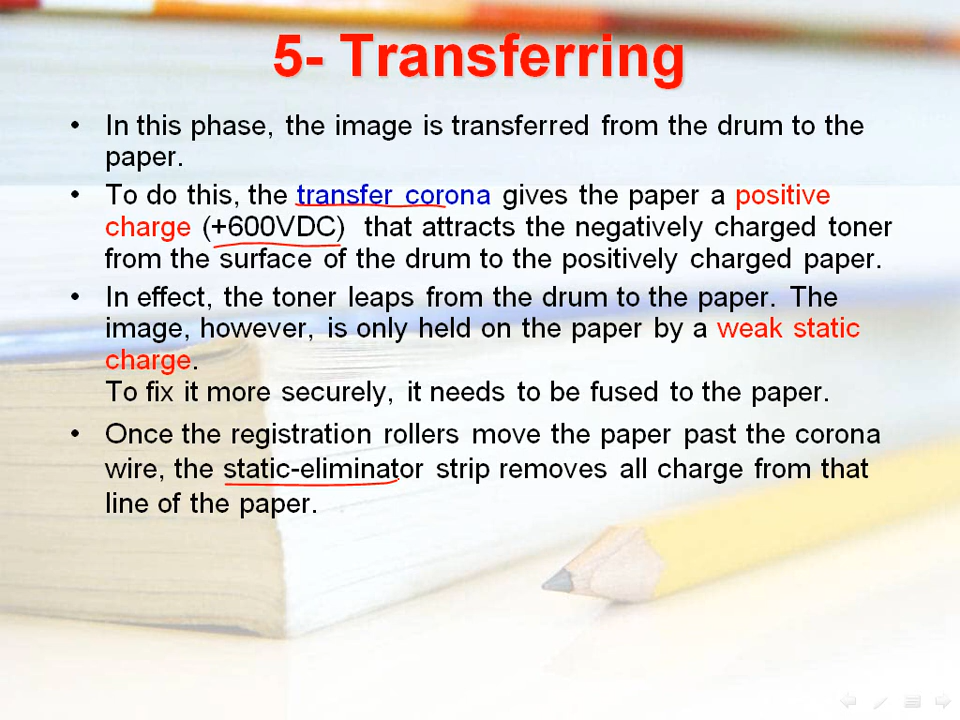 5- Transferring
• In this phase, the image is transferred from the drum to the
paper.
• To do this, the transfer corona gives the paper a positive
charge (+600VDC) that attracts the negatively charged toner
from the surface of the drum to the positively charged paper.
• In effect, the toner leaps from the drum to the paper. The
image, however, is only held on the paper by a weak static
charge.
To fix it more securely, it needs to be fused to the paper.
• Once the registration rollers move the paper past the corona
wire, the static-eliminator strip removes all charge from that
line of the paper.